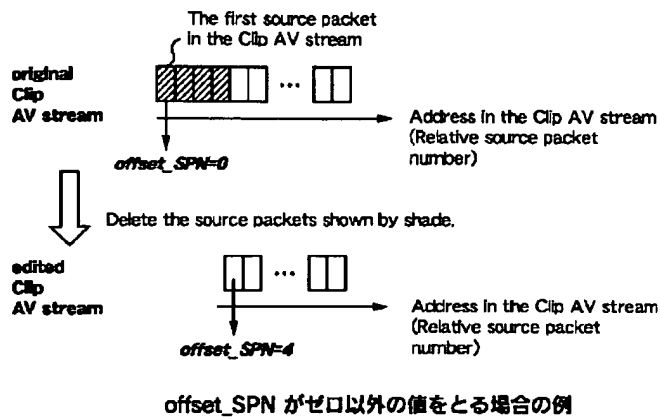 The first source packet
in the Clip AV stream
original
Clip
AV stream
...
Address in the Clip AV stream
(Relative source packet
number)
offset_SPN=0
Delete the source packets shown by shade.
edited
Clip
AV stream
...
Address in the Clip AV stream
(Relative source packet
number)
offset_SPN=4
offset_SPN がゼロ以外の値をとる場合の例